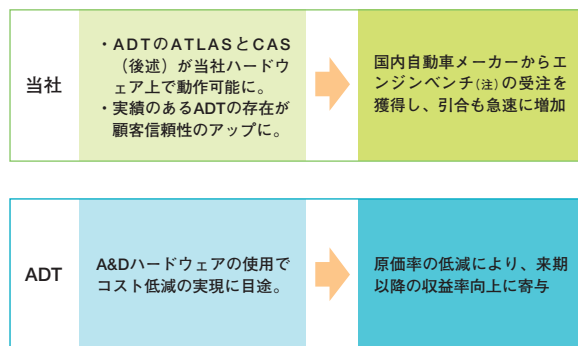 当社
・ADTのATLASとCAS
（後述）が当社ハードウ
ェア上で動作可能に。
・実績のあるADTの存在が
顧客信頼性のアップに。
国内自動車メーカーからエ
ンジンベンチ(注)の受注を
獲得し、引合も急速に増加
ADT
A&Dハードウェアの使用で
コスト低減の実現に目途。
原価率の低減により、来期
以降の収益率向上に寄与